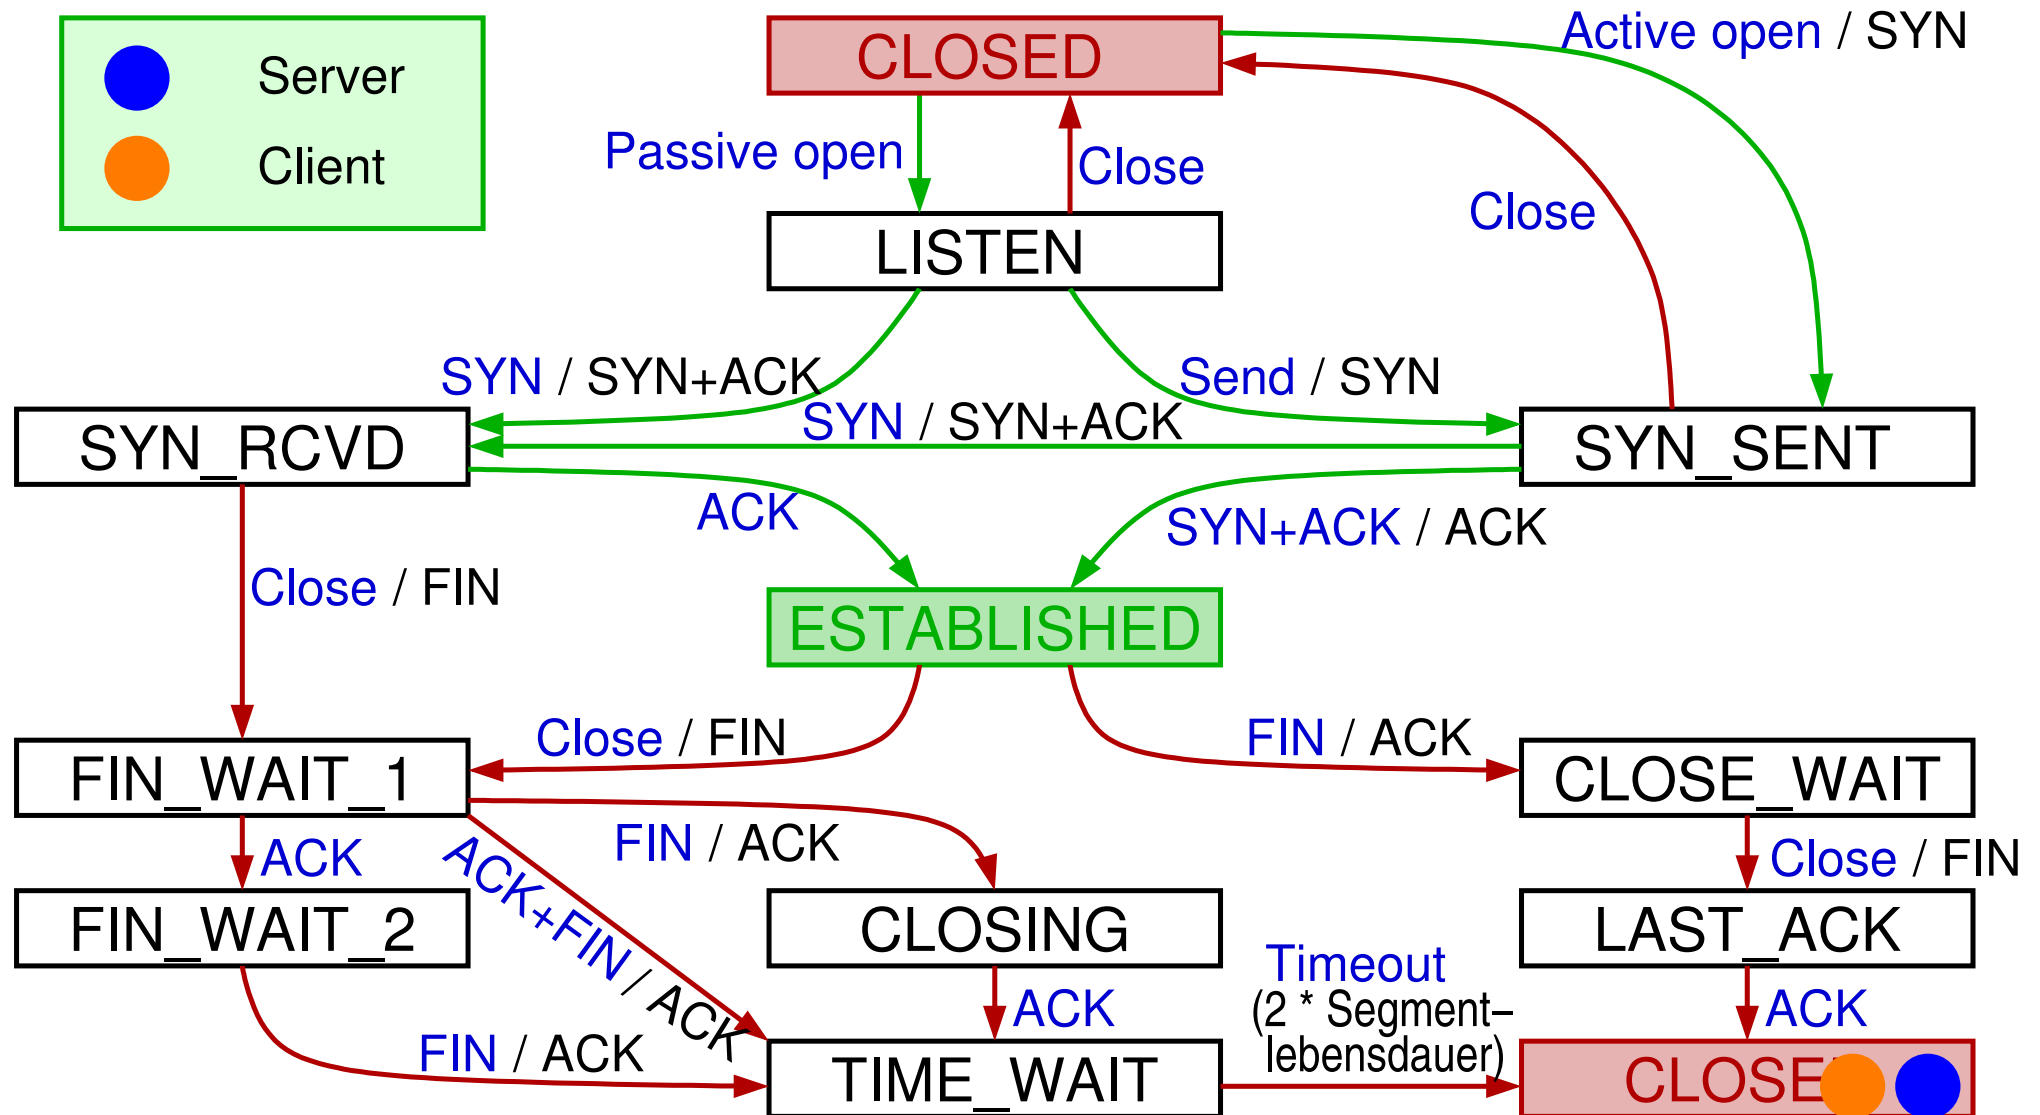 Server
Client
CLOSED
Active open / SYN
Passive open
Close
Close
LISTEN
SYN / SYN+ACK
Send / SYN
SYN / SYN+ACK
SYN_RCVD
SYN_SENT
ACK
SYN+ACK / ACK
Close / FIN
ESTABLISHED
Close / FIN
FIN / ACK
FIN_WAIT_1
CLOSE_WAIT
FIN / ACK
ACK
ACK+FIN / ACK
Close / FIN
FIN_WAIT_2
CLOSING
LAST_ACK
Timeout
(2 * Segment–
lebensdauer)
ACK
ACK
FIN / ACK
TIME_WAIT
CLOSE